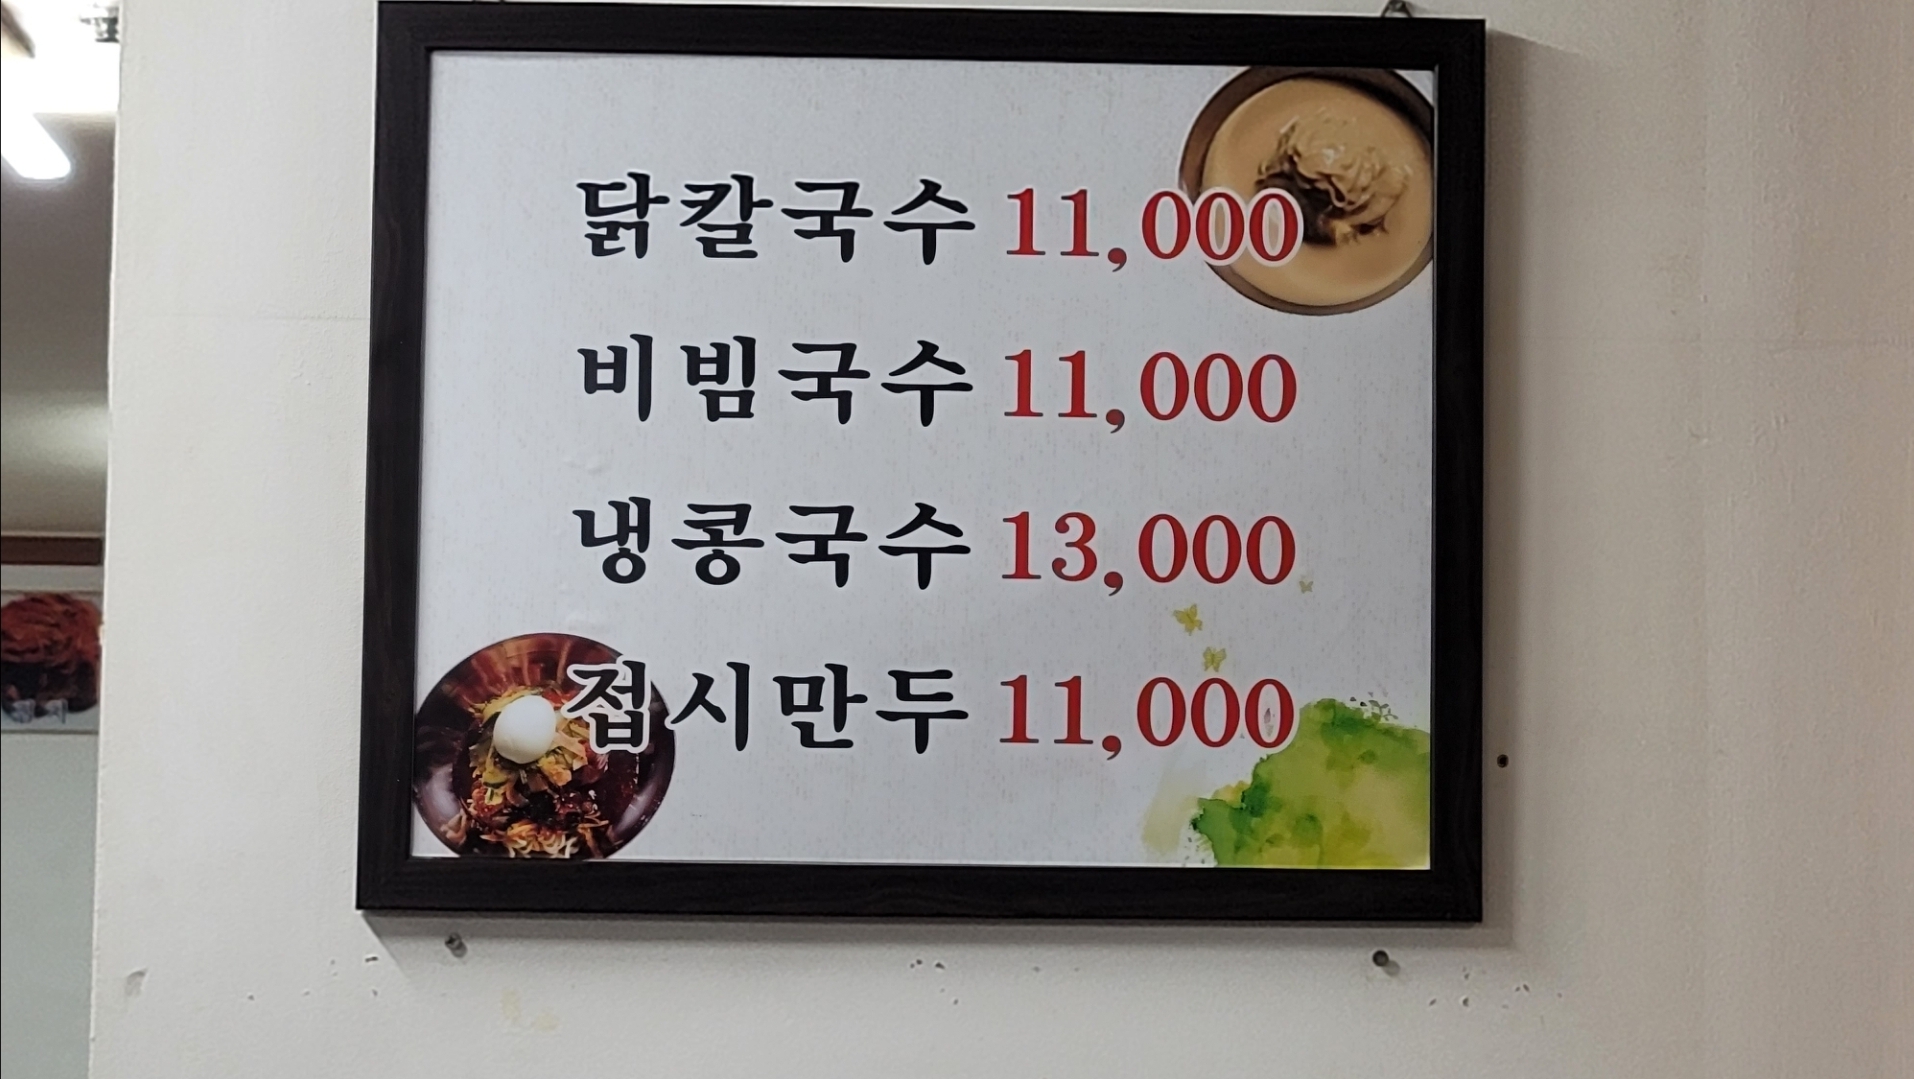 닭칼국수 11,000
비빔국수 11,000
냉콩국수 13,000
접시만두 11,000